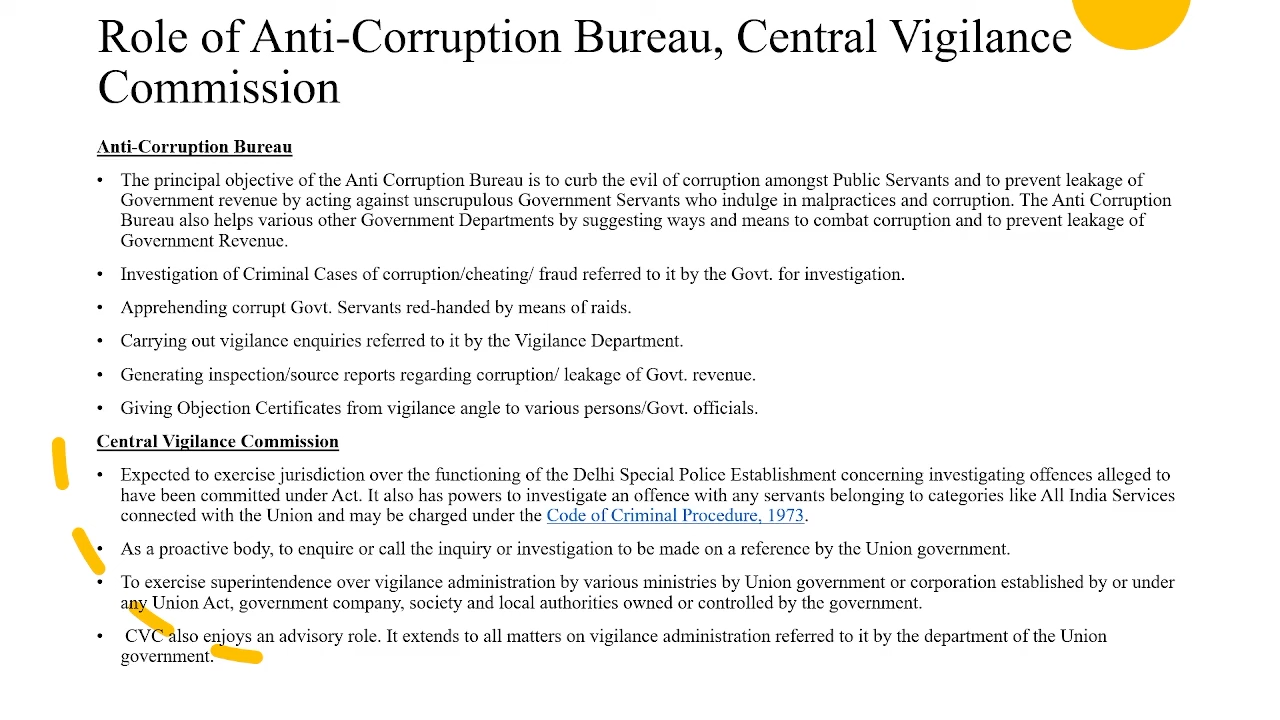 Role of Anti-Corruption Bureau, Central Vigilance
Commission
Anti-Corruption Bureau
• The principal objective of the Anti Corruption Bureau is to curb the evil of corruption amongst Public Servants and to prevent leakage of
Government revenue by acting against unscrupulous Government Servants who indulge in malpractices and corruption. The Anti Corruption
Bureau also helps various other Government Departments by suggesting ways and means to combat corruption and to prevent leakage of
Government Revenue.
• Investigation of Criminal Cases of corruption/cheating/ fraud referred to it by the Govt. for investigation.
• Apprehending corrupt Govt. Servants red-handed by means of raids.
• Carrying out vigilance enquiries referred to it by the Vigilance Department.
• Generating inspection/source reports regarding corruption/ leakage of Govt. revenue.
• Giving Objection Certificates from vigilance angle to various persons/Govt. officials.
Central Vigilance Commission
• Expected to exercise jurisdiction over the functioning of the Delhi Special Police Establishment concerning investigating offences alleged to
have been committed under Act. It also has powers to investigate an offence with any servants belonging to categories like All India Services
connected with the Union and may be charged under the Code of Criminal Procedure, 1973.
• As a proactive body, to enquire or call the inquiry or investigation to be made on a reference by the Union government.
• To exercise superintendence over vigilance administration by various ministries by Union government or corporation established by or under
any Union Act, government company, society and local authorities owned or controlled by the government.
• CVC also enjoys an advisory role. It extends to all matters on vigilance administration referred to it by the department of the Union
government.